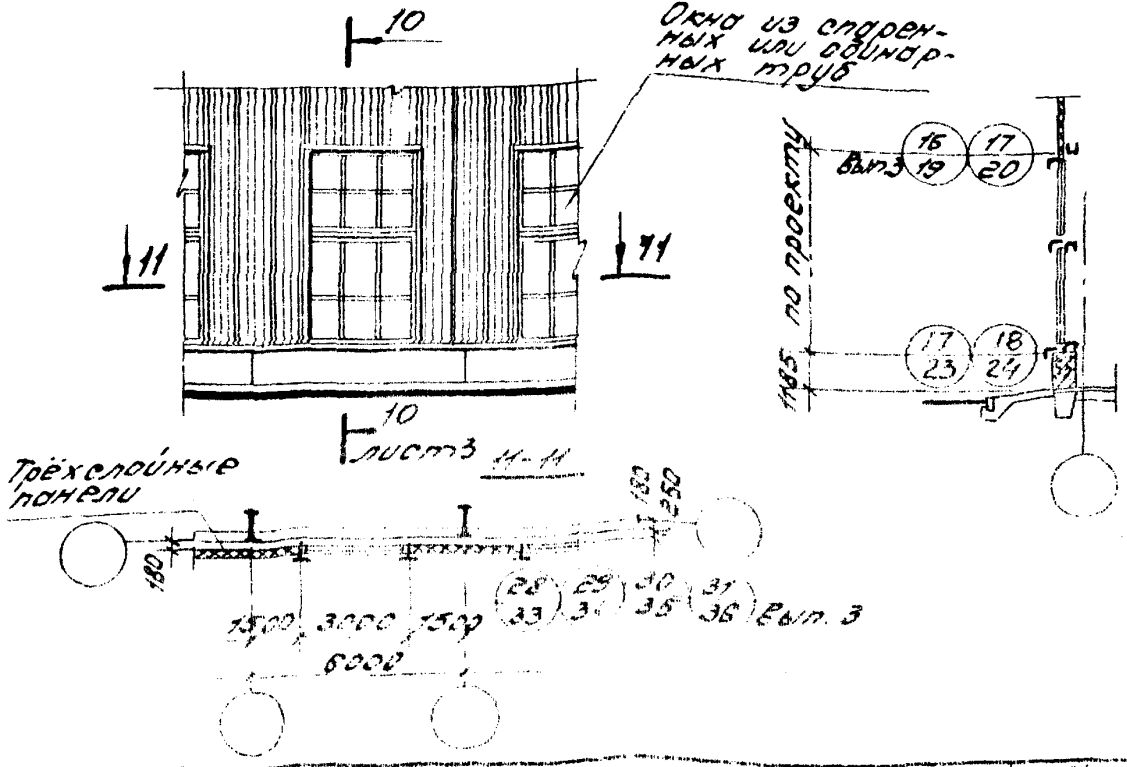 10
Окна из спарен-
ных или одинар-
ных труб
11
11
10
лист3
11-11
по проекту
1185
Вып.3
16
19
17
20
17
23
18
24
Трёхслойные
панели
180
180
250
1500 3000 1500
6000
28
33
29
34
30
35
31
36
Вып. 3